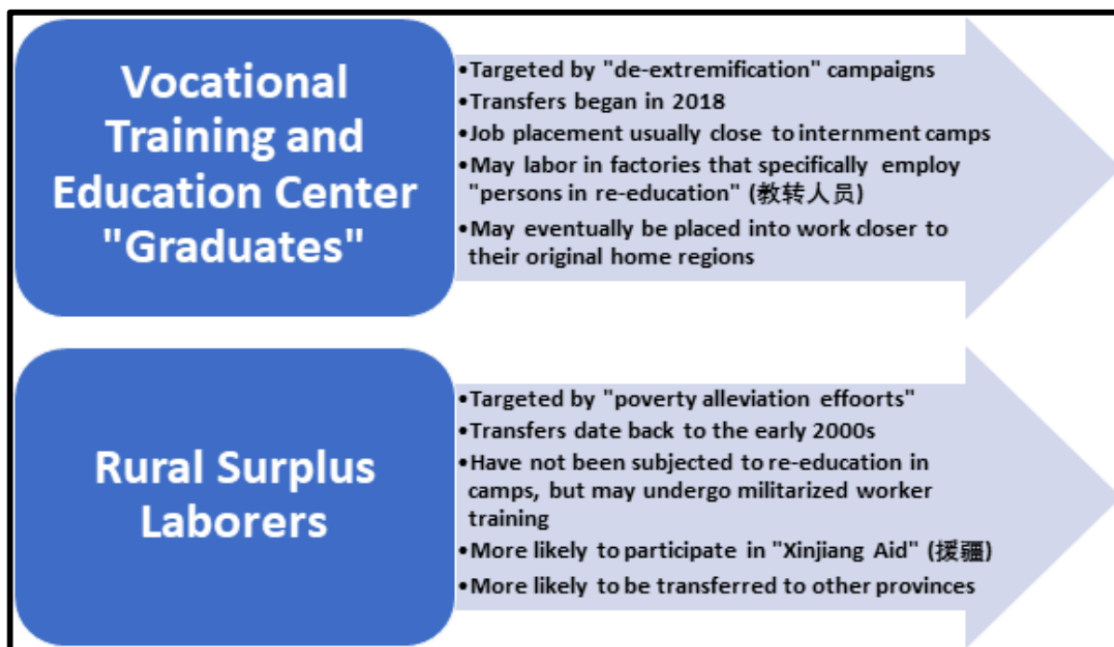 Vocational
Training and
Education Center
"Graduates"
•Targeted by "de-extremification" campaigns
•Transfers began in 2018
•Job placement usually close to internment camps
•May labor in factories that specifically employ
"persons in re-education" (教转人员)
•May eventually be placed into work closer to
their original home regions
Rural Surplus
Laborers
•Targeted by "poverty alleviation effoorts"
•Transfers date back to the early 2000s
•Have not been subjected to re-education in
camps, but may undergo militarized worker
training
•More likely to participate in "Xinjiang Aid" (援疆)
•More likely to be transferred to other provinces